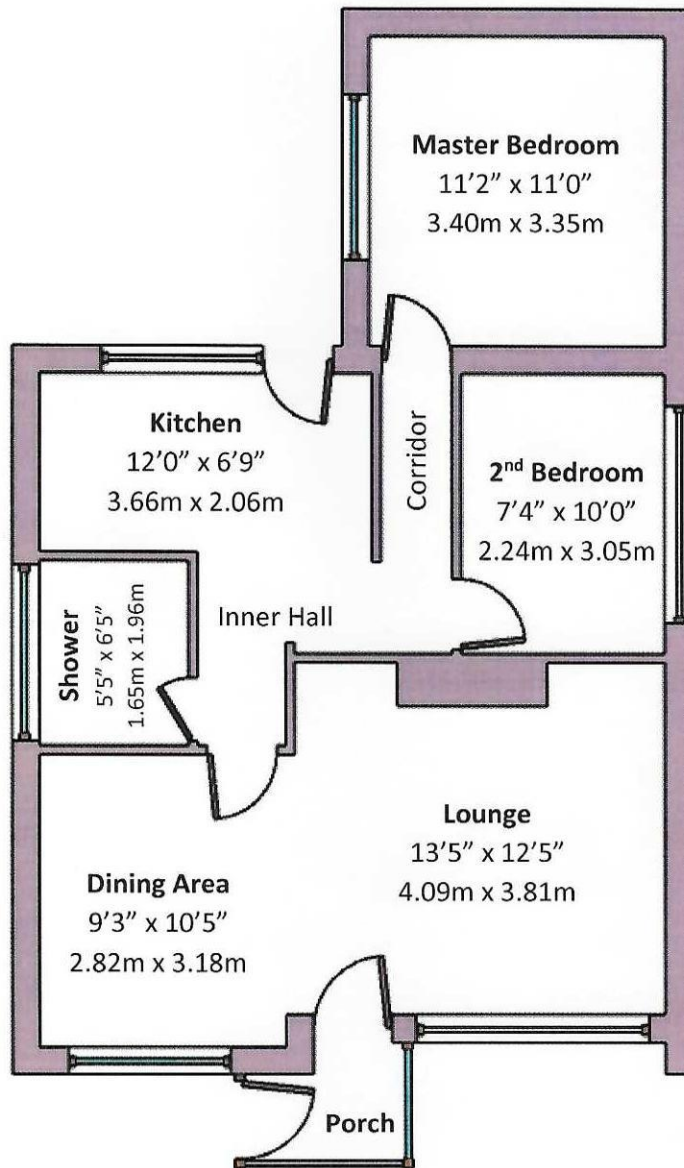 Master Bedroom
11’2” x 11’0”
3.40m x 3.35m
Kitchen
12’0” x 6’9”
3.66m x 2.06m
Corridor
2nd Bedroom
7’4” x 10’0”
2.24m x 3.05m
Shower
5’5” x 6’5”
1.65m x 1.96m
Inner Hall
Lounge
13’5” x 12’5”
4.09m x 3.81m
Dining Area
9’3” x 10’5”
2.82m x 3.18m
Porch